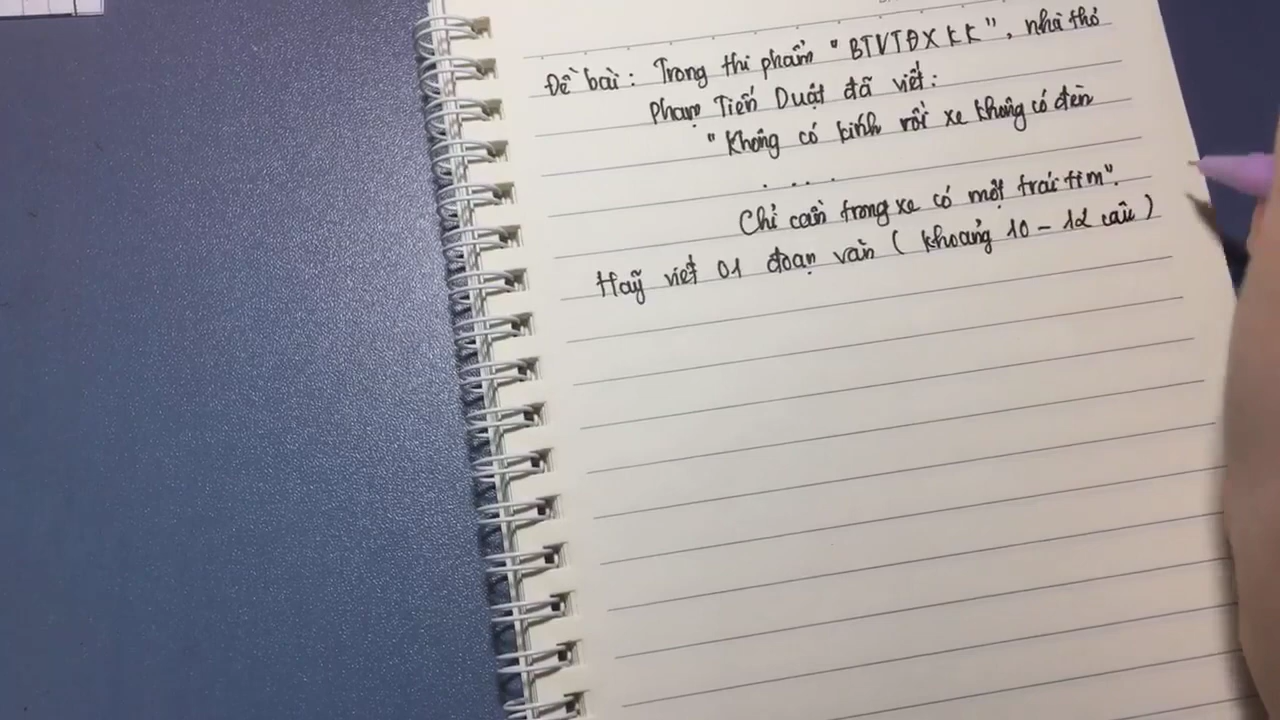 Đề bài: Trong thi phẩm "BTVTĐXKK", nhà thơ
Phạm Tiến Duật đã viết:
"Không có kính rồi xe không có đèn
....
Chỉ cần trong xe có một trái tim".
Hãy viết 01 đoạn văn (khoảng 10 - 12 câu)